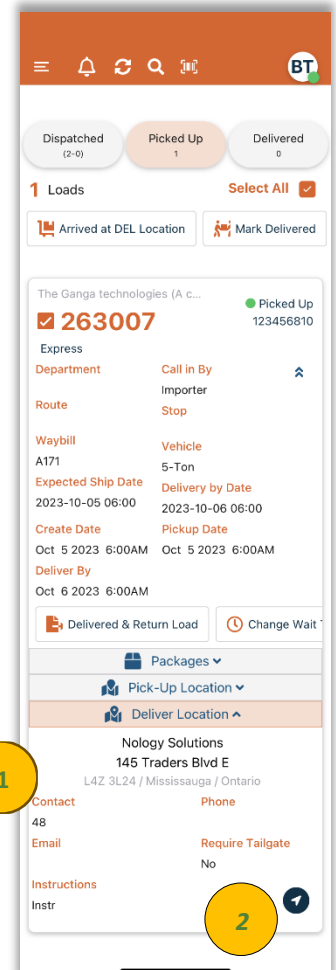 BT
Dispatched
(2-0)
Picked Up
1
Delivered
0
1 Loads
Select All
Arrived at DEL Location
Mark Delivered
The Ganga technologies (A c...
Picked Up
263007
123456810
Express
Department
Call in By
Importer
Route
Stop
Waybill
Vehicle
A171
5-Ton
Expected Ship Date
Delivery by Date
2023-10-05 06:00
2023-10-06 06:00
Create Date
Pickup Date
Oct 5 2023 6:00AM
Oct 5 2023 6:00AM
Deliver By
Oct 6 2023 6:00AM
Delivered & Return Load
Change Wait T
Packages
Pick-Up Location
Deliver Location
Nology Solutions
145 Traders Blvd E
L4Z 3L24 / Mississauga / Ontario
1
Contact
Phone
48
Email
Require Tailgate
No
Instructions
Instr
2